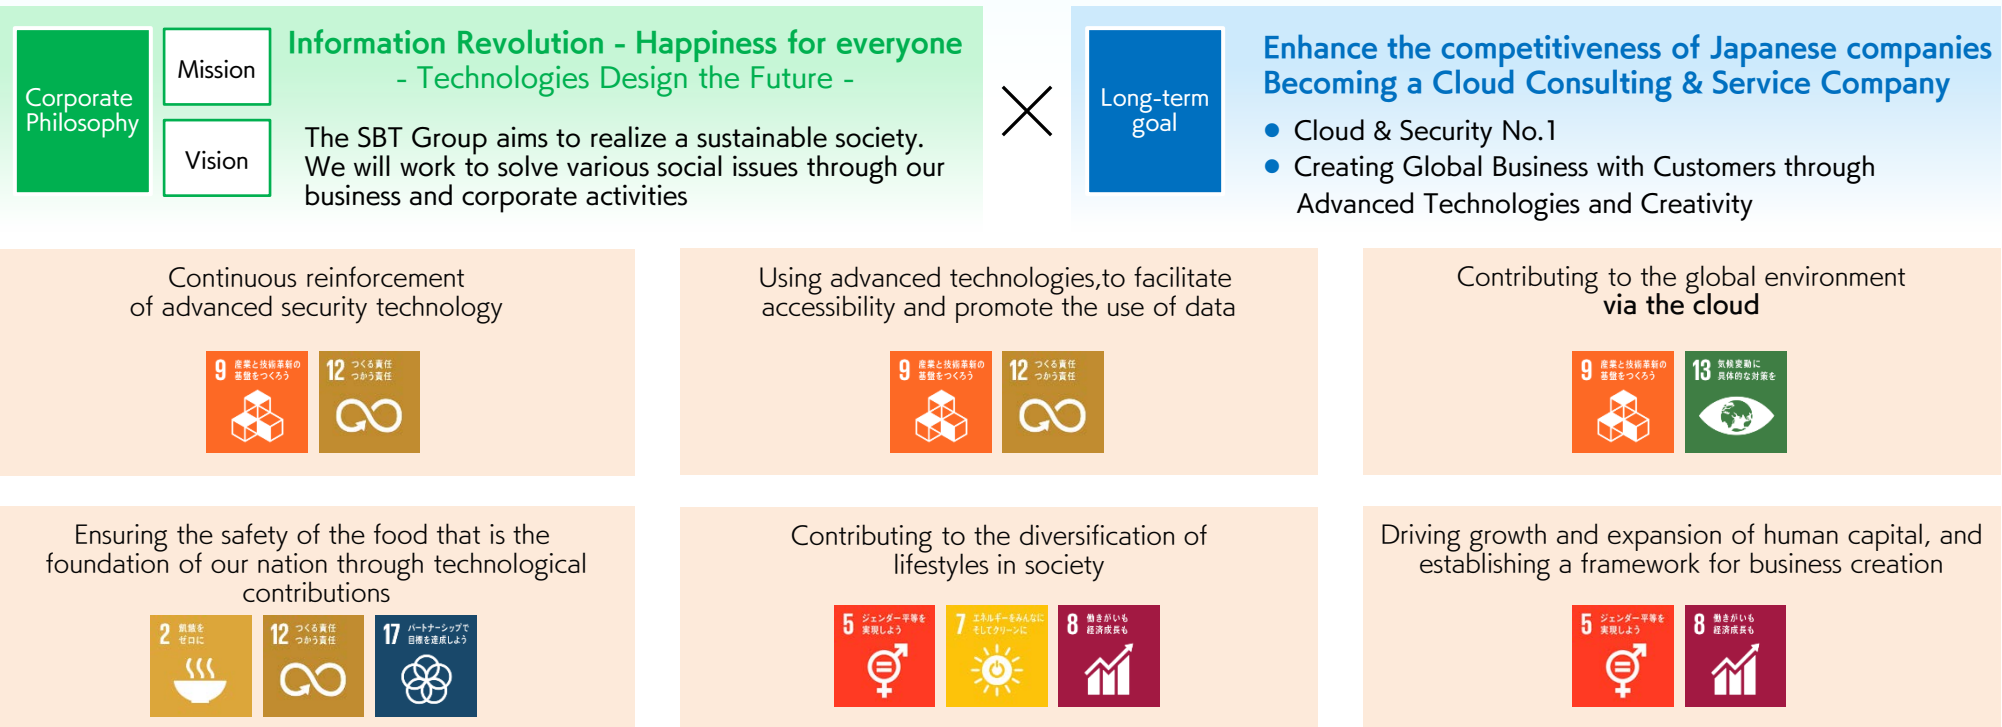 Corporate
Philosophy
Mission
Vision
Information Revolution - Happiness for everyone
- Technologies Design the Future -
The SBT Group aims to realize a sustainable society.
We will work to solve various social issues through our
business and corporate activities
Long-term
goal
Enhance the competitiveness of Japanese companies
Becoming a Cloud Consulting & Service Company
● Cloud & Security No.1
● Creating Global Business with Customers through
Advanced Technologies and Creativity
Continuous reinforcement
of advanced security technology
9 産業と技術革新の
基盤をつくろう
12 つくる責任
つかう責任
Using advanced technologies,to facilitate
accessibility and promote the use of data
9 産業と技術革新の
基盤をつくろう
12 つくる責任
つかう責任
Contributing to the global environment
via the cloud
9 産業と技術革新の
基盤をつくろう
13 気候変動に
具体的な対策を
Ensuring the safety of the food that is the
foundation of our nation through technological
contributions
2 飢餓を
ゼロに
12 つくる責任
つかう責任
17 パートナーシップで
目標を達成しよう
Contributing to the diversification of
lifestyles in society
5 ジェンダー平等を
実現しよう
7 エネルギーをみんなに
そしてクリーンに
8 働きがいも
経済成長も
Driving growth and expansion of human capital, and
establishing a framework for business creation
5 ジェンダー平等を
実現しよう
8 働きがいも
経済成長も